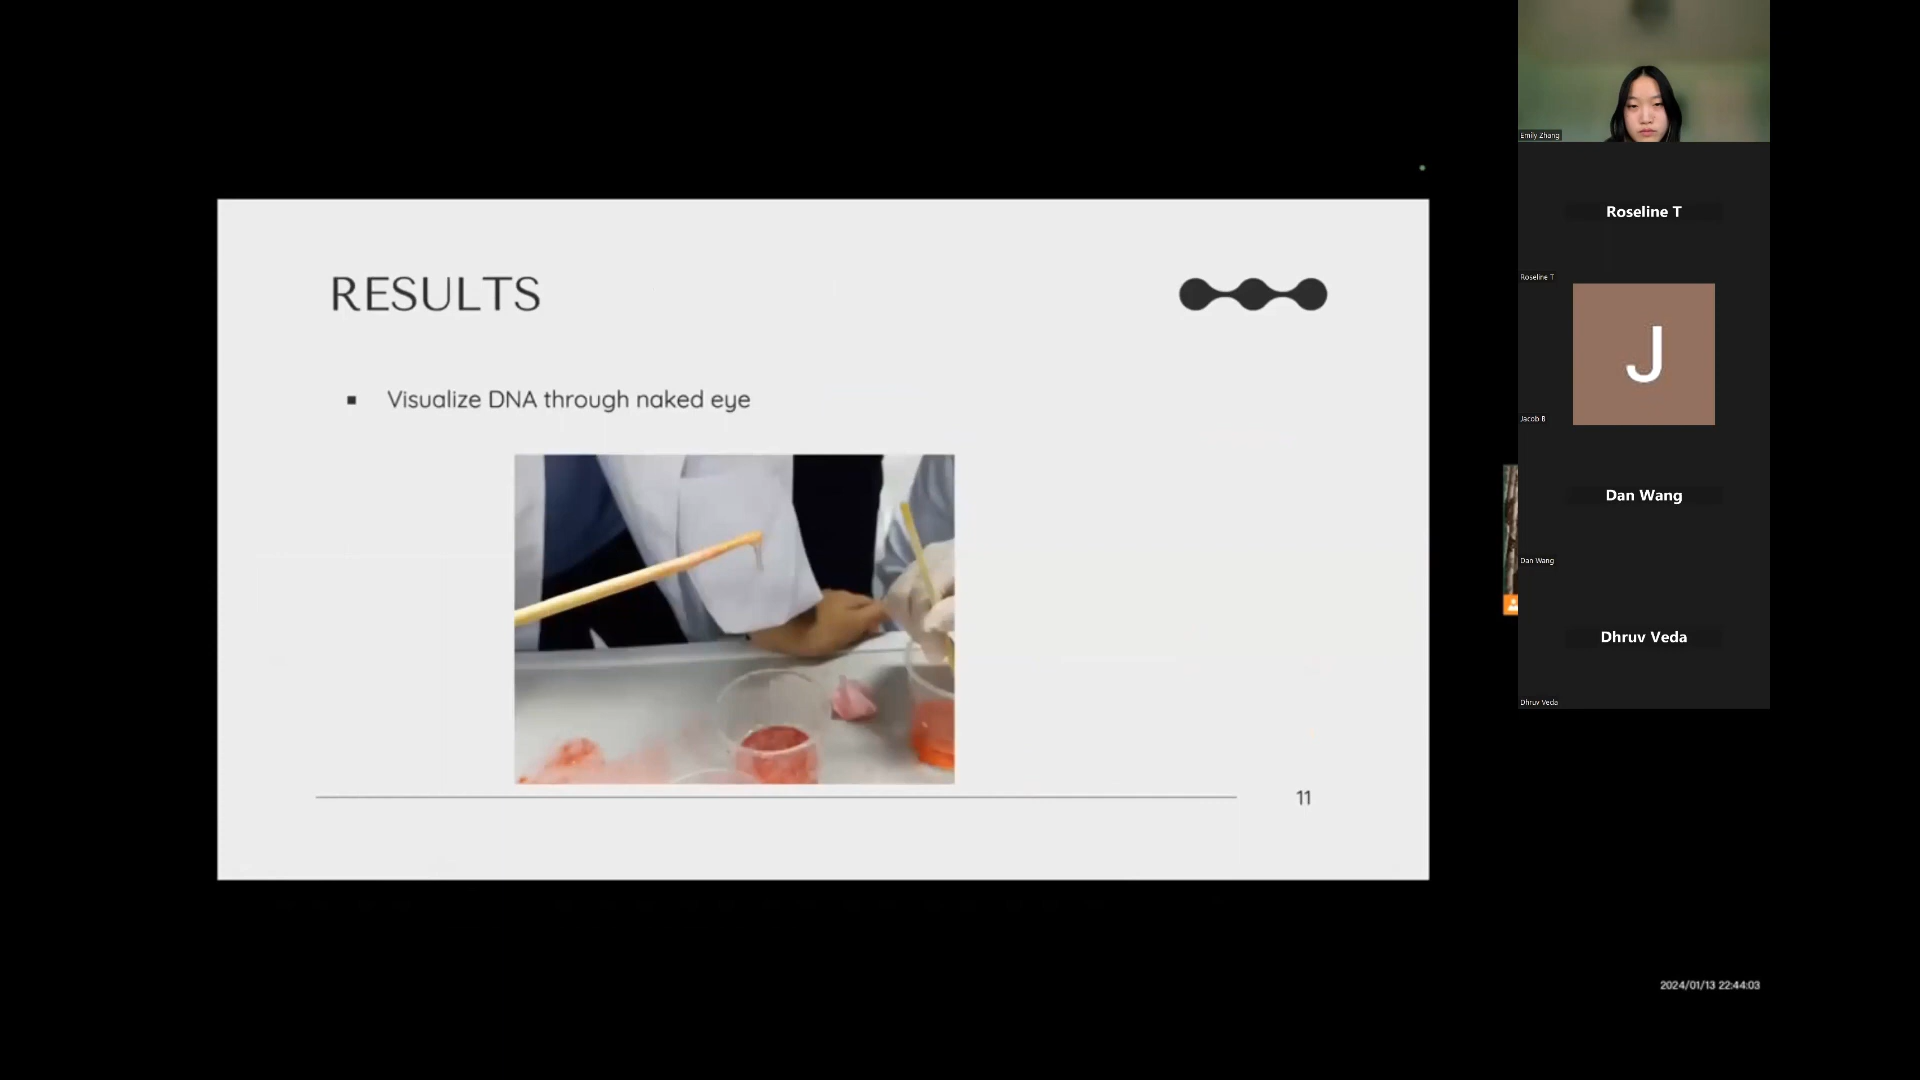 RESULTS
Visualize DNA through naked eye
11
Emily Zhang
Roseline T
Roseline T
J
Jacob B
Dan Wang
Dan Wang
Dhruv Veda
Dhruv Veda
2024/01/13 22:44:03